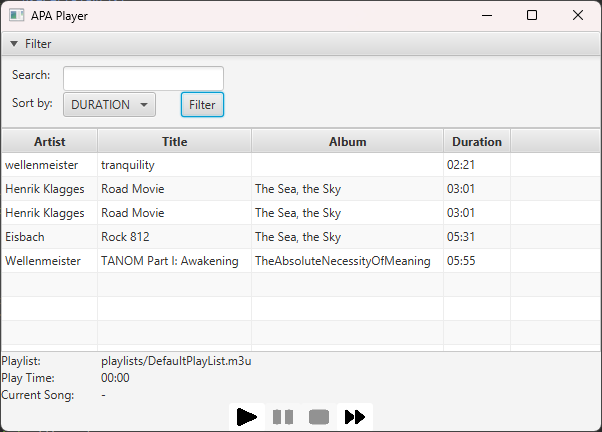 APA Player
Filter
Search:
Sort by: DURATION Filter
Artist Title Album Duration
wellenmeister tranquility 02:21
Henrik Klagges Road Movie The Sea, the Sky 03:01
Henrik Klagges Road Movie The Sea, the Sky 03:01
Eisbach Rock 812 The Sea, the Sky 05:31
Wellenmeister TANOM Part I: Awakening TheAbsoluteNecessityOfMeaning 05:55
Playlist: playlists/DefaultPlayList.m3u
Play Time: 00:00
Current Song: -